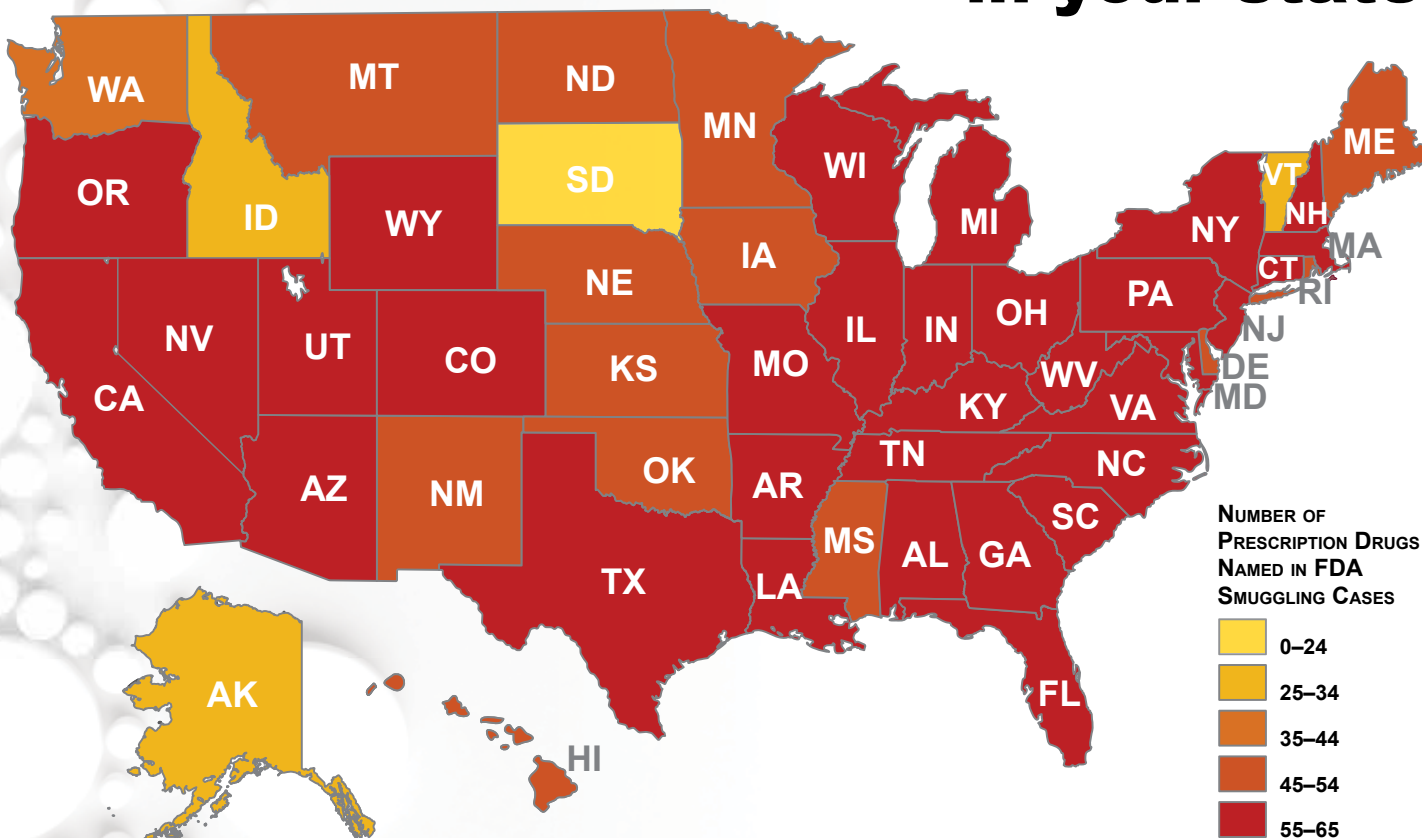 in your state
WA
MT
ND
MN
ME
OR
ID
SD
WI
VT
WY
MI
NY
NH
MA
IA
NE
CT
RI
PA
NV
UT
CO
IL
IN
OH
NJ
KS
MO
WV
DE
MD
CA
KY
VA
TN
NC
AZ
NM
OK
AR
SC
MS
AL
GA
TX
LA
FL
AK
HI
NUMBER OF
PRESCRIPTION DRUGS
NAMED IN FDA
SMUGGLING CASES
0–24
25–34
35–44
45–54
55–65